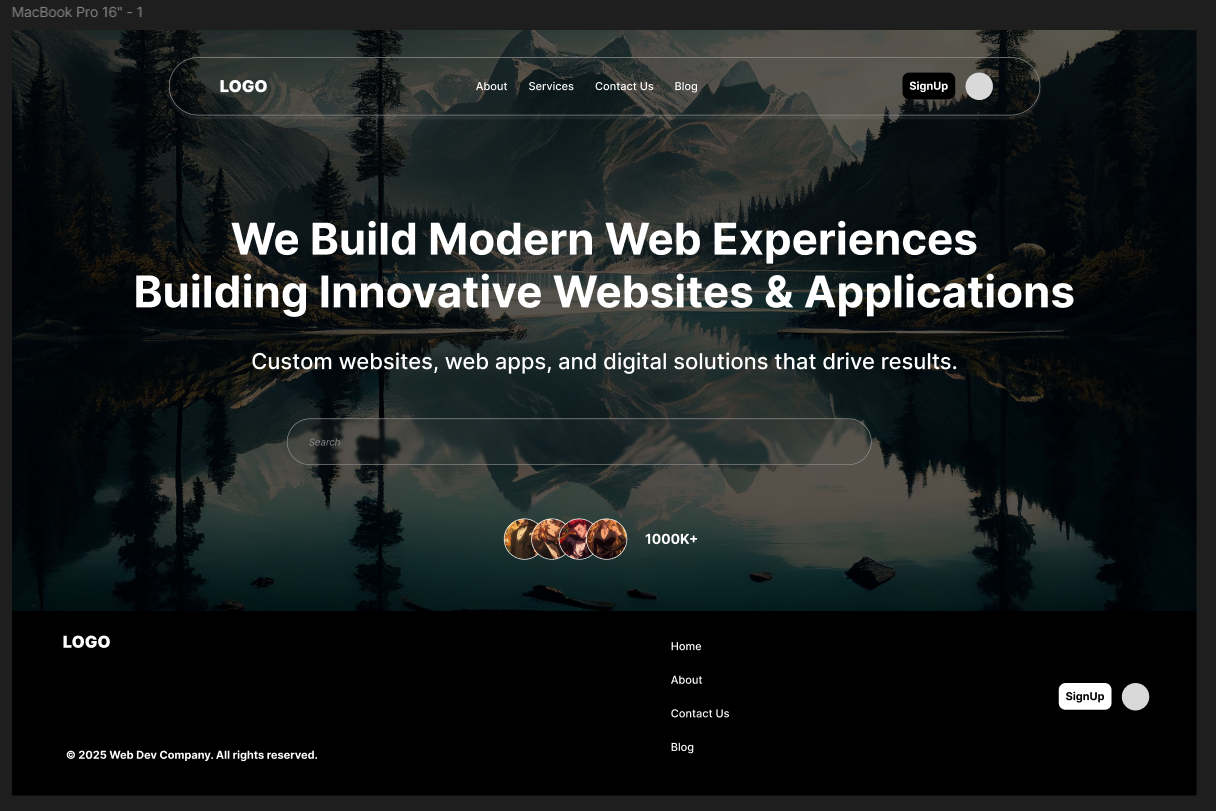 MacBook Pro 16" - 1
LOGO
About Services Contact Us Blog
SignUp
We Build Modern Web Experiences
Building Innovative Websites & Applications
Custom websites, web apps, and digital solutions that drive results.
Search
1000K+
LOGO
Home
About
Contact Us
Blog
SignUp
© 2025 Web Dev Company. All rights reserved.